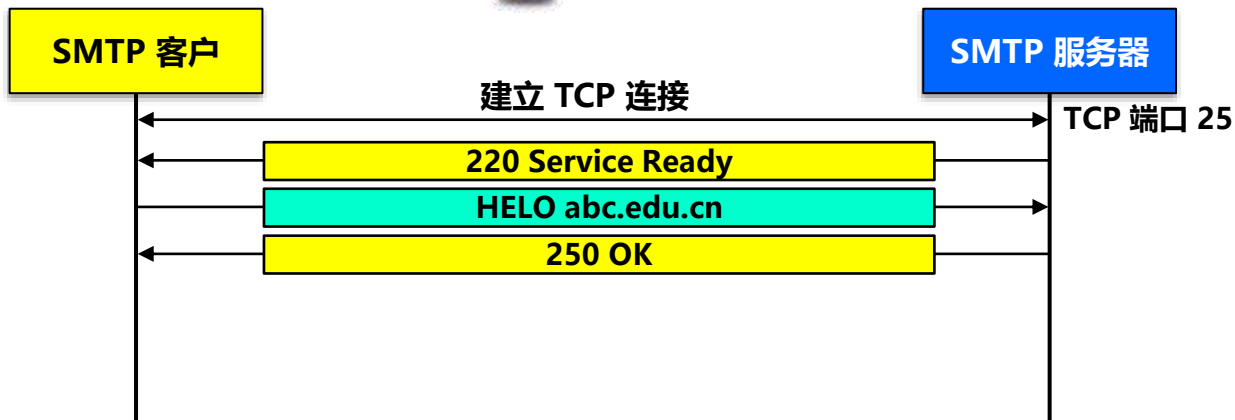 SMTP 客户
SMTP 服务器
建立 TCP 连接
TCP 端口 25
220 Service Ready
HELO abc.edu.cn
250 OK